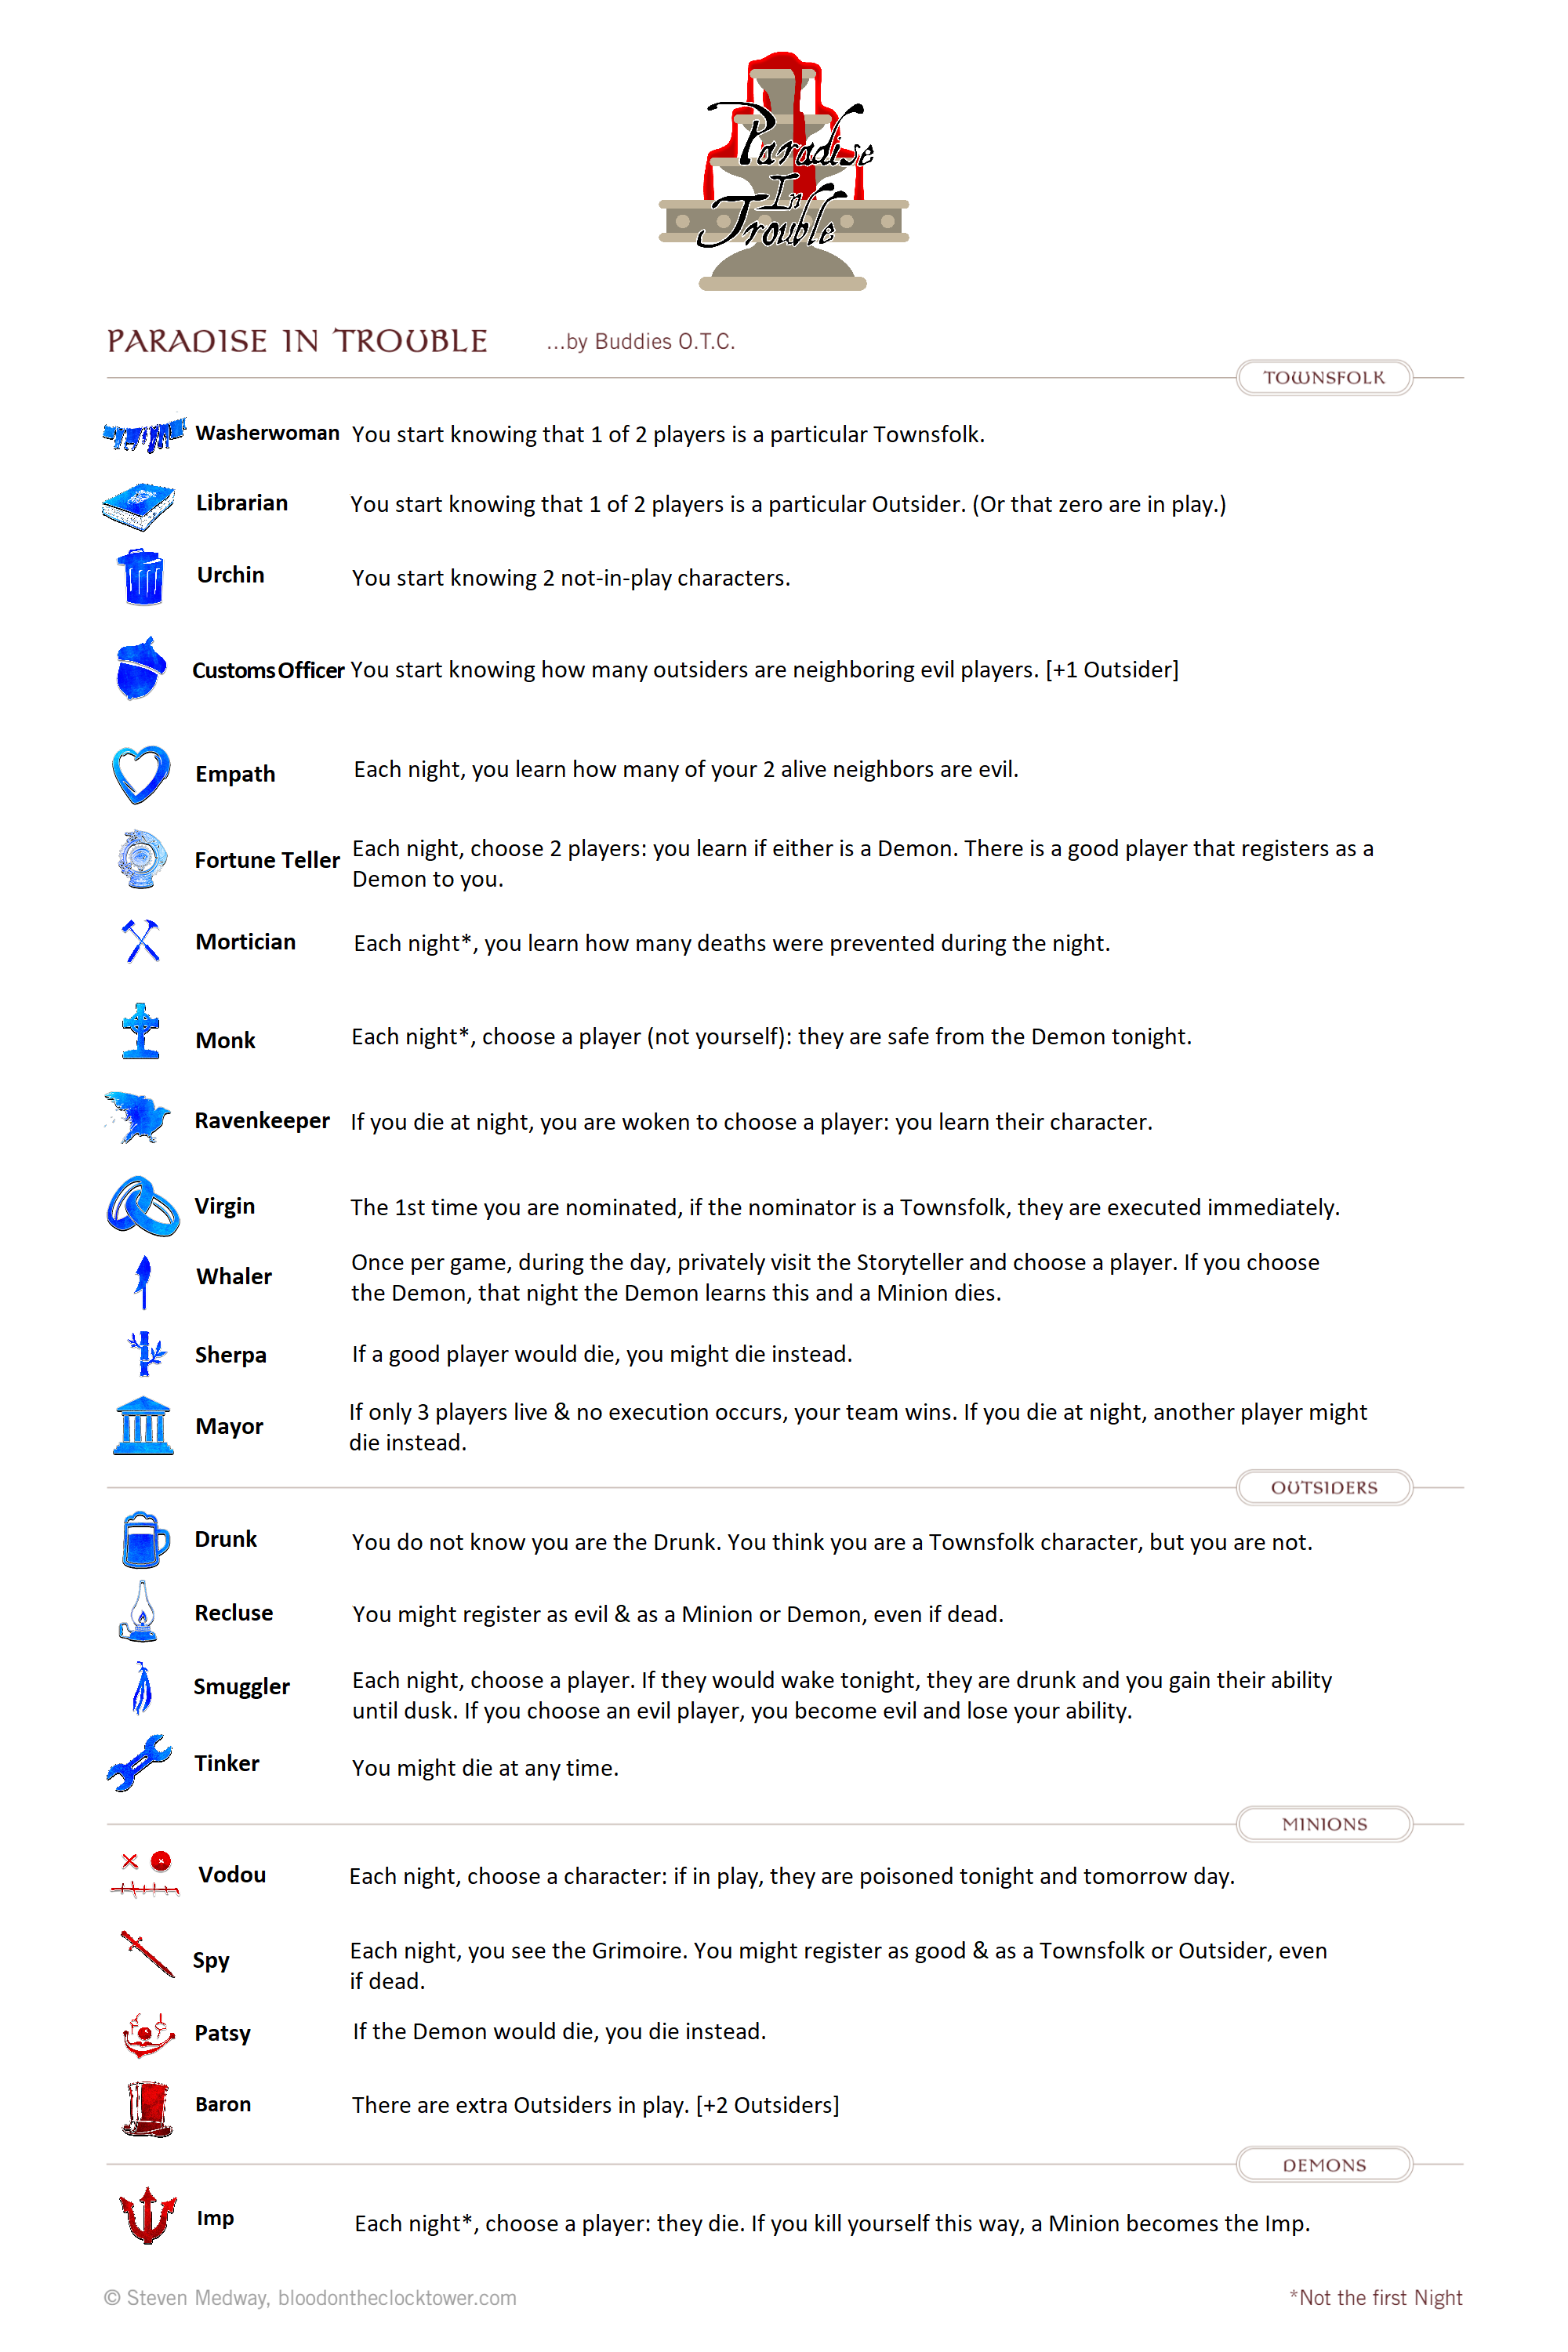 Paradise
In
Trouble
PARADISE IN TROUBLE ...by Buddies O.T.C.
TOWNSFOLK
Washerwoman You start knowing that 1 of 2 players is a particular Townsfolk.
Librarian You start knowing that 1 of 2 players is a particular Outsider. (Or that zero are in play.)
Urchin You start knowing 2 not-in-play characters.
Customs Officer You start knowing how many outsiders are neighboring evil players. [+1 Outsider]
Empath Each night, you learn how many of your 2 alive neighbors are evil.
Fortune Teller Each night, choose 2 players: you learn if either is a Demon. There is a good player that registers as a
Demon to you.
Mortician Each night*, you learn how many deaths were prevented during the night.
Monk Each night*, choose a player (not yourself): they are safe from the Demon tonight.
Ravenkeeper If you die at night, you are woken to choose a player: you learn their character.
Virgin The 1st time you are nominated, if the nominator is a Townsfolk, they are executed immediately.
Whaler Once per game, during the day, privately visit the Storyteller and choose a player. If you choose
the Demon, that night the Demon learns this and a Minion dies.
Sherpa If a good player would die, you might die instead.
Mayor If only 3 players live & no execution occurs, your team wins. If you die at night, another player might
die instead.
OUTSIDERS
Drunk You do not know you are the Drunk. You think you are a Townsfolk character, but you are not.
Recluse You might register as evil & as a Minion or Demon, even if dead.
Smuggler Each night, choose a player. If they would wake tonight, they are drunk and you gain their ability
until dusk. If you choose an evil player, you become evil and lose your ability.
Tinker You might die at any time.
MINIONS
Vodou Each night, choose a character: if in play, they are poisoned tonight and tomorrow day.
Spy Each night, you see the Grimoire. You might register as good & as a Townsfolk or Outsider, even
if dead.
Patsy If the Demon would die, you die instead.
Baron There are extra Outsiders in play. [+2 Outsiders]
DEMONS
Imp Each night*, choose a player: they die. If you kill yourself this way, a Minion becomes the Imp.
© Steven Medway, bloodontheclocktower.com *Not the first Night